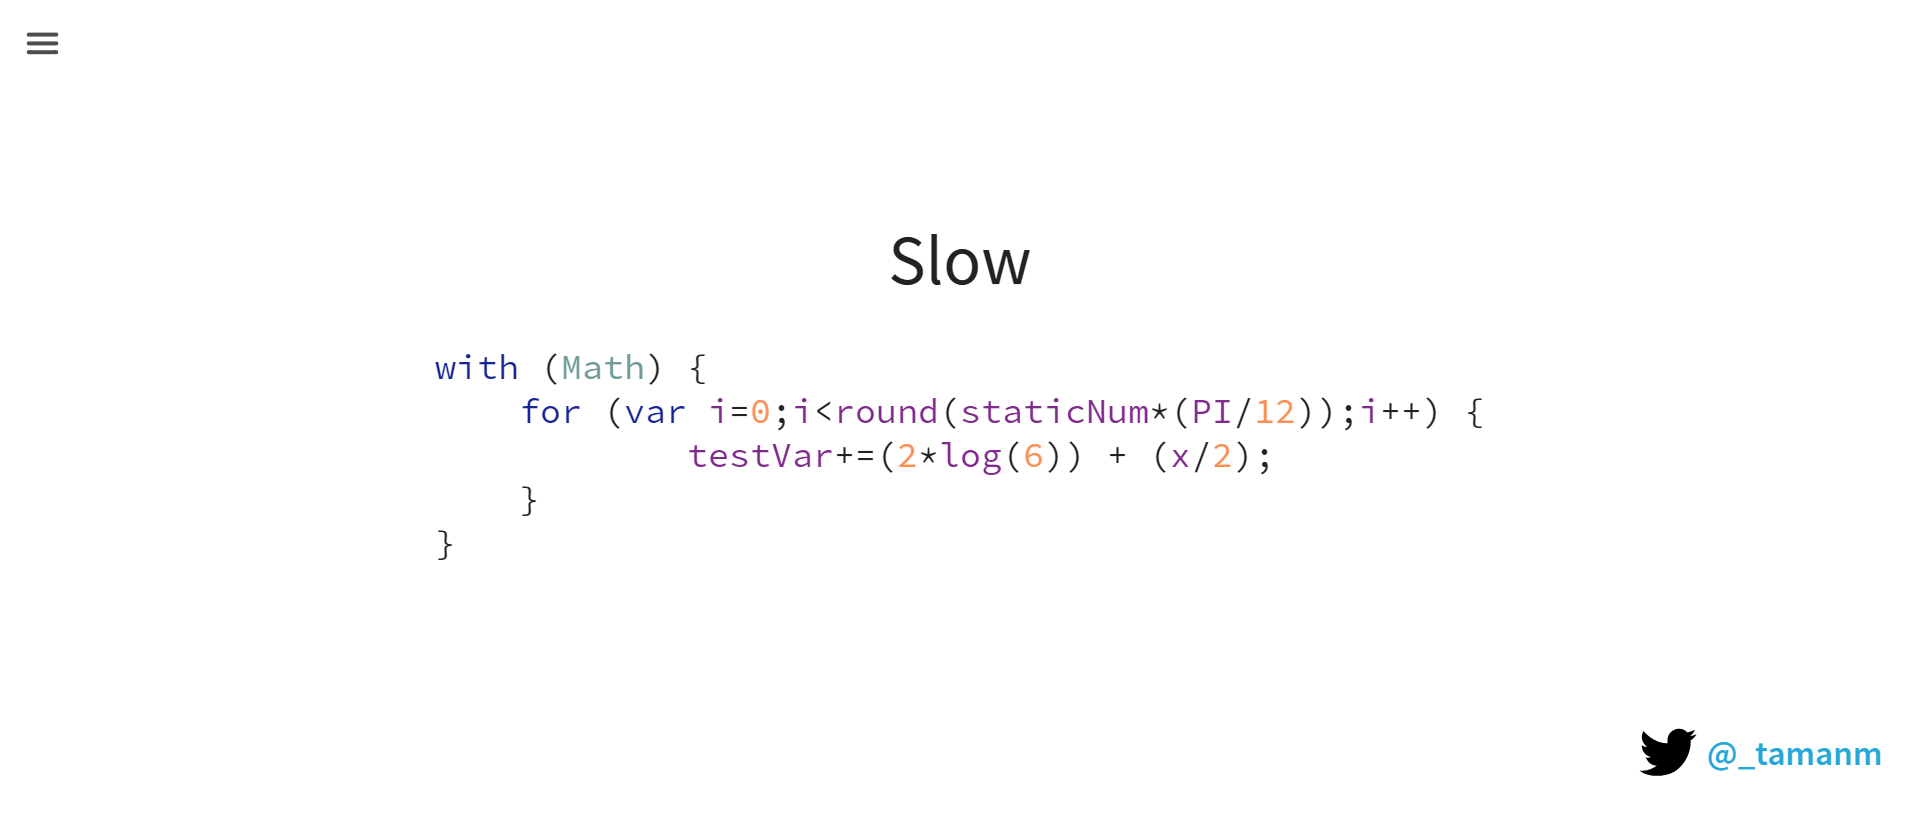 Slow
with (Math) {
    for (var i=0;i<round(staticNum*(PI/12));i++) {
            testVar+=(2*log(6)) + (x/2);
    }
}
@_tamanm